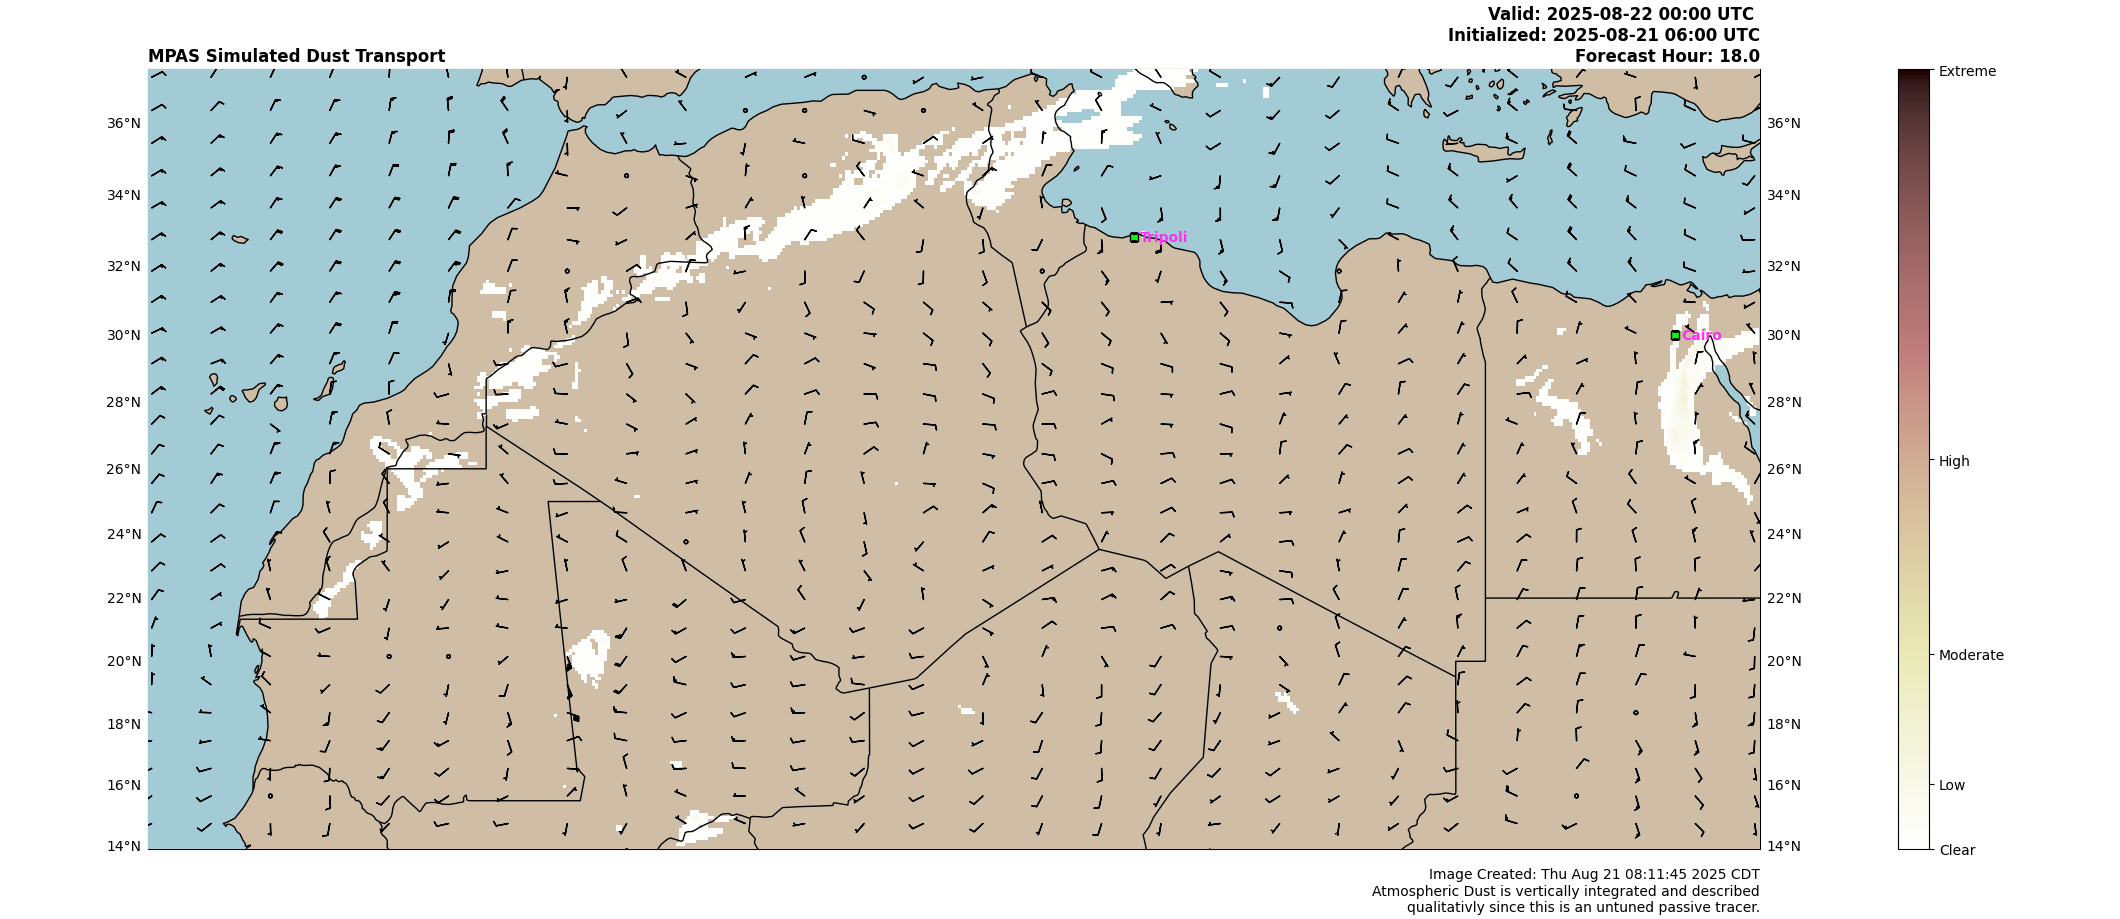 Valid: 2025-08-22 00:00 UTC
Initialized: 2025-08-21 06:00 UTC
MPAS Simulated Dust Transport
Forecast Hour: 18.0
Extreme
36°N
36°N
34°N
34°N
Tripoli
32°N
32°N
30°N
Cairo
30°N
28°N
28°N
26°N
26°N
High
24°N
24°N
22°N
22°N
20°N
20°N
Moderate
18°N
18°N
16°N
16°N
Low
14°N
14°N
Clear
Image Created: Thu Aug 21 08:11:45 2025 CDT
Atmospheric Dust is vertically integrated and described
qualitativly since this is an untuned passive tracer.